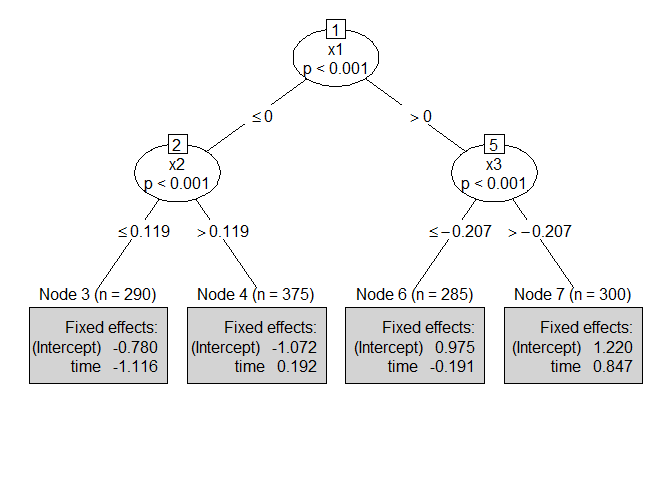 1
x1
p < 0.001
≤ 0
> 0
2
x2
p < 0.001
5
x3
p < 0.001
≤ 0.119
> 0.119
≤ −0.207
> −0.207
Node 3 (n = 290)
Fixed effects:
(Intercept) -0.780
time -1.116
Node 4 (n = 375)
Fixed effects:
(Intercept) -1.072
time 0.192
Node 6 (n = 285)
Fixed effects:
(Intercept) 0.975
time -0.191
Node 7 (n = 300)
Fixed effects:
(Intercept) 1.220
time 0.847